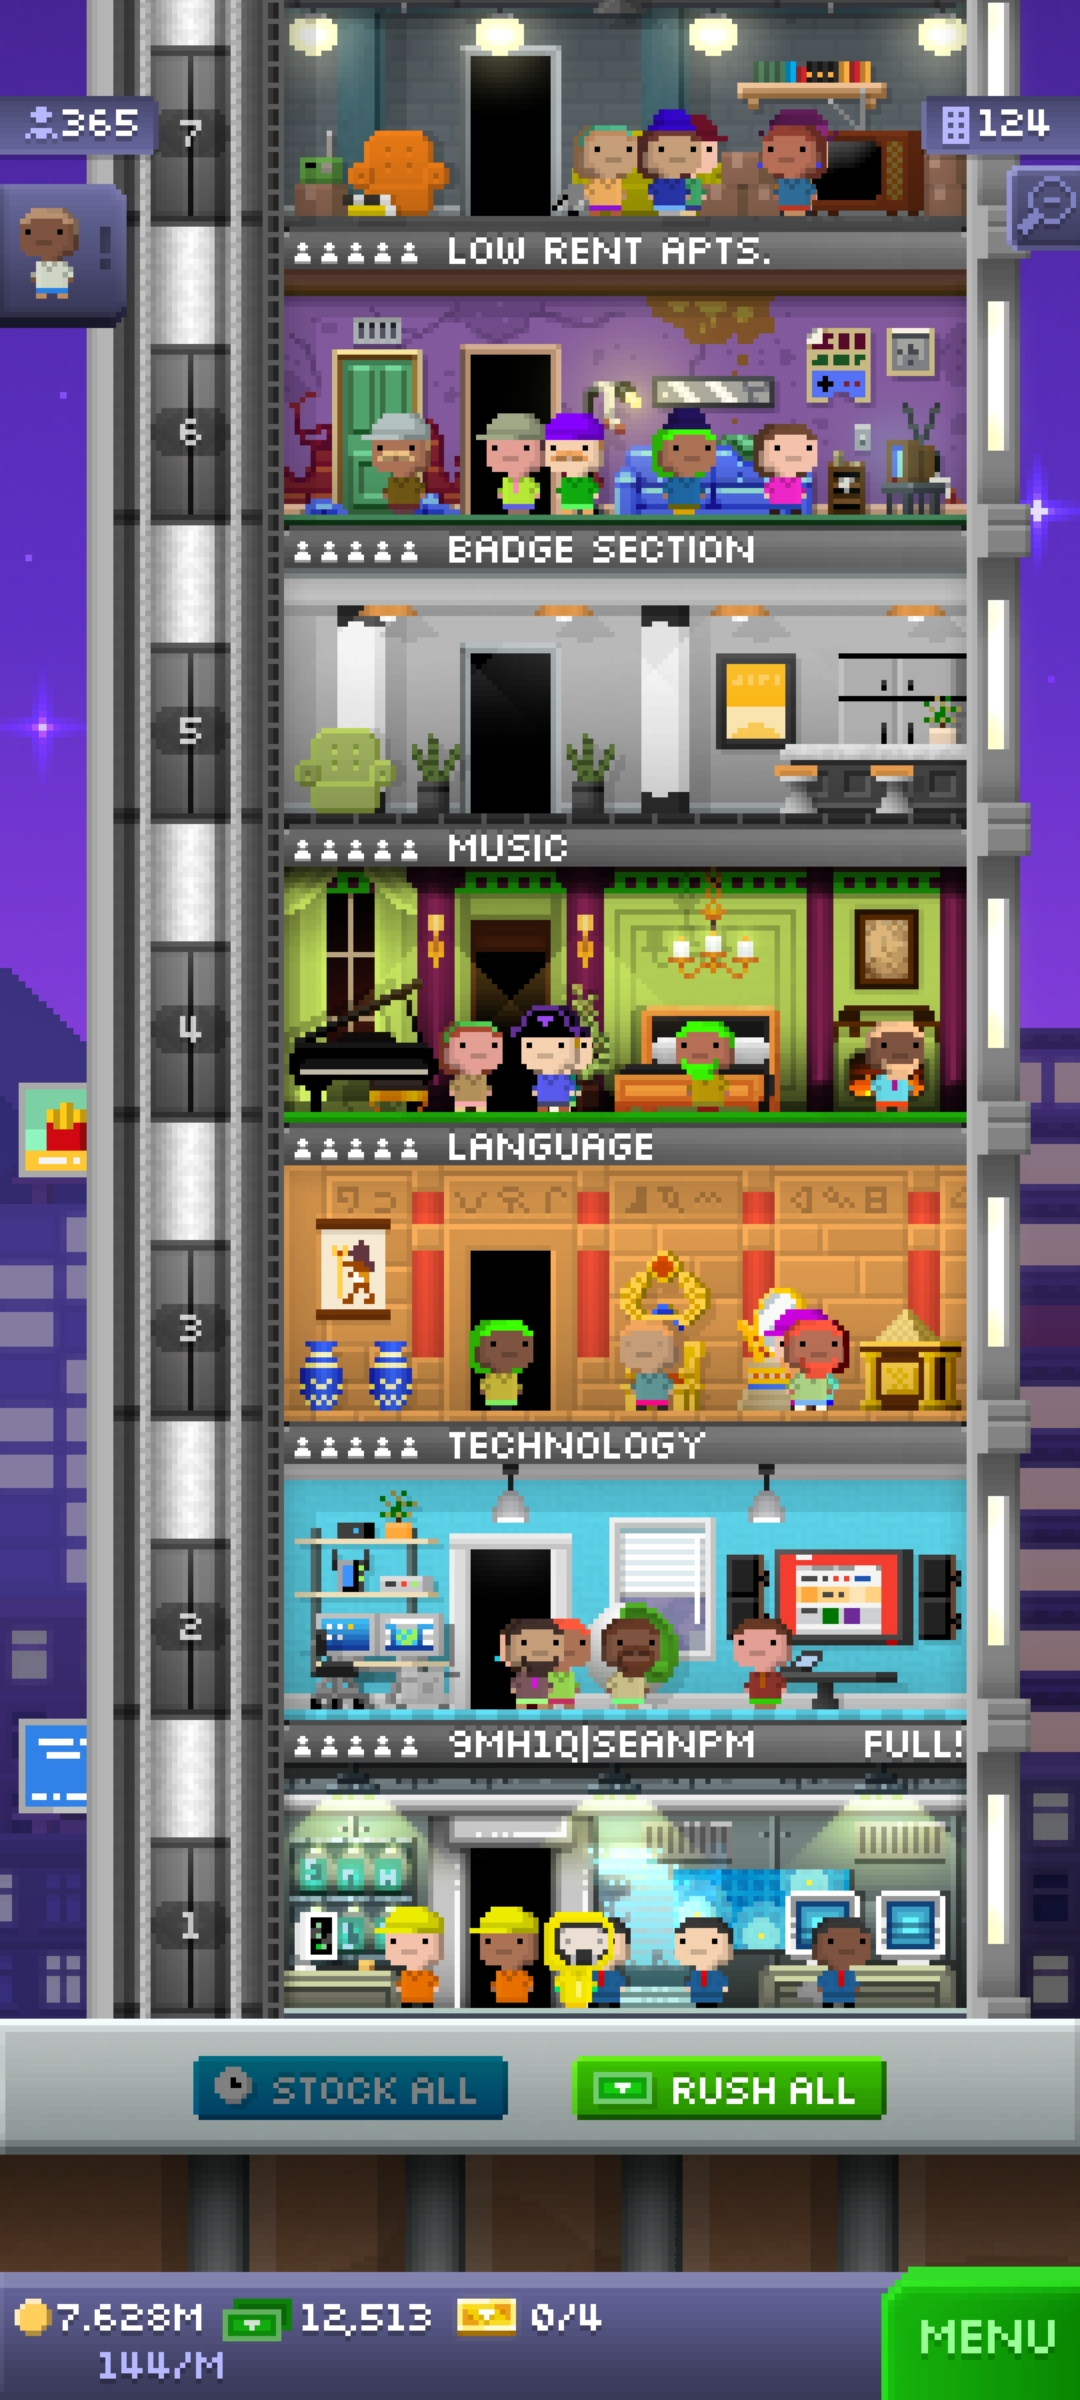 365
124
7
LOW RENT APTS.
6
BADGE SECTION
5
MUSIC
4
LANGUAGE
3
TECHNOLOGY
2
9MH1Q|SEANPM FULL!
1
STOCK ALL
RUSH ALL
7.628M
12,513
0/4
144/M
MENU